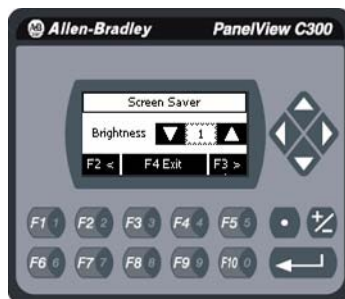 AB Allen-Bradley PanelView C300
Screen Saver
Brightness 1
F2 < F4 Exit F3 >
F1 1 F2 2 F3 3 F4 4 F5 5 • +/-
F6 6 F7 7 F8 8 F9 9 F10 0